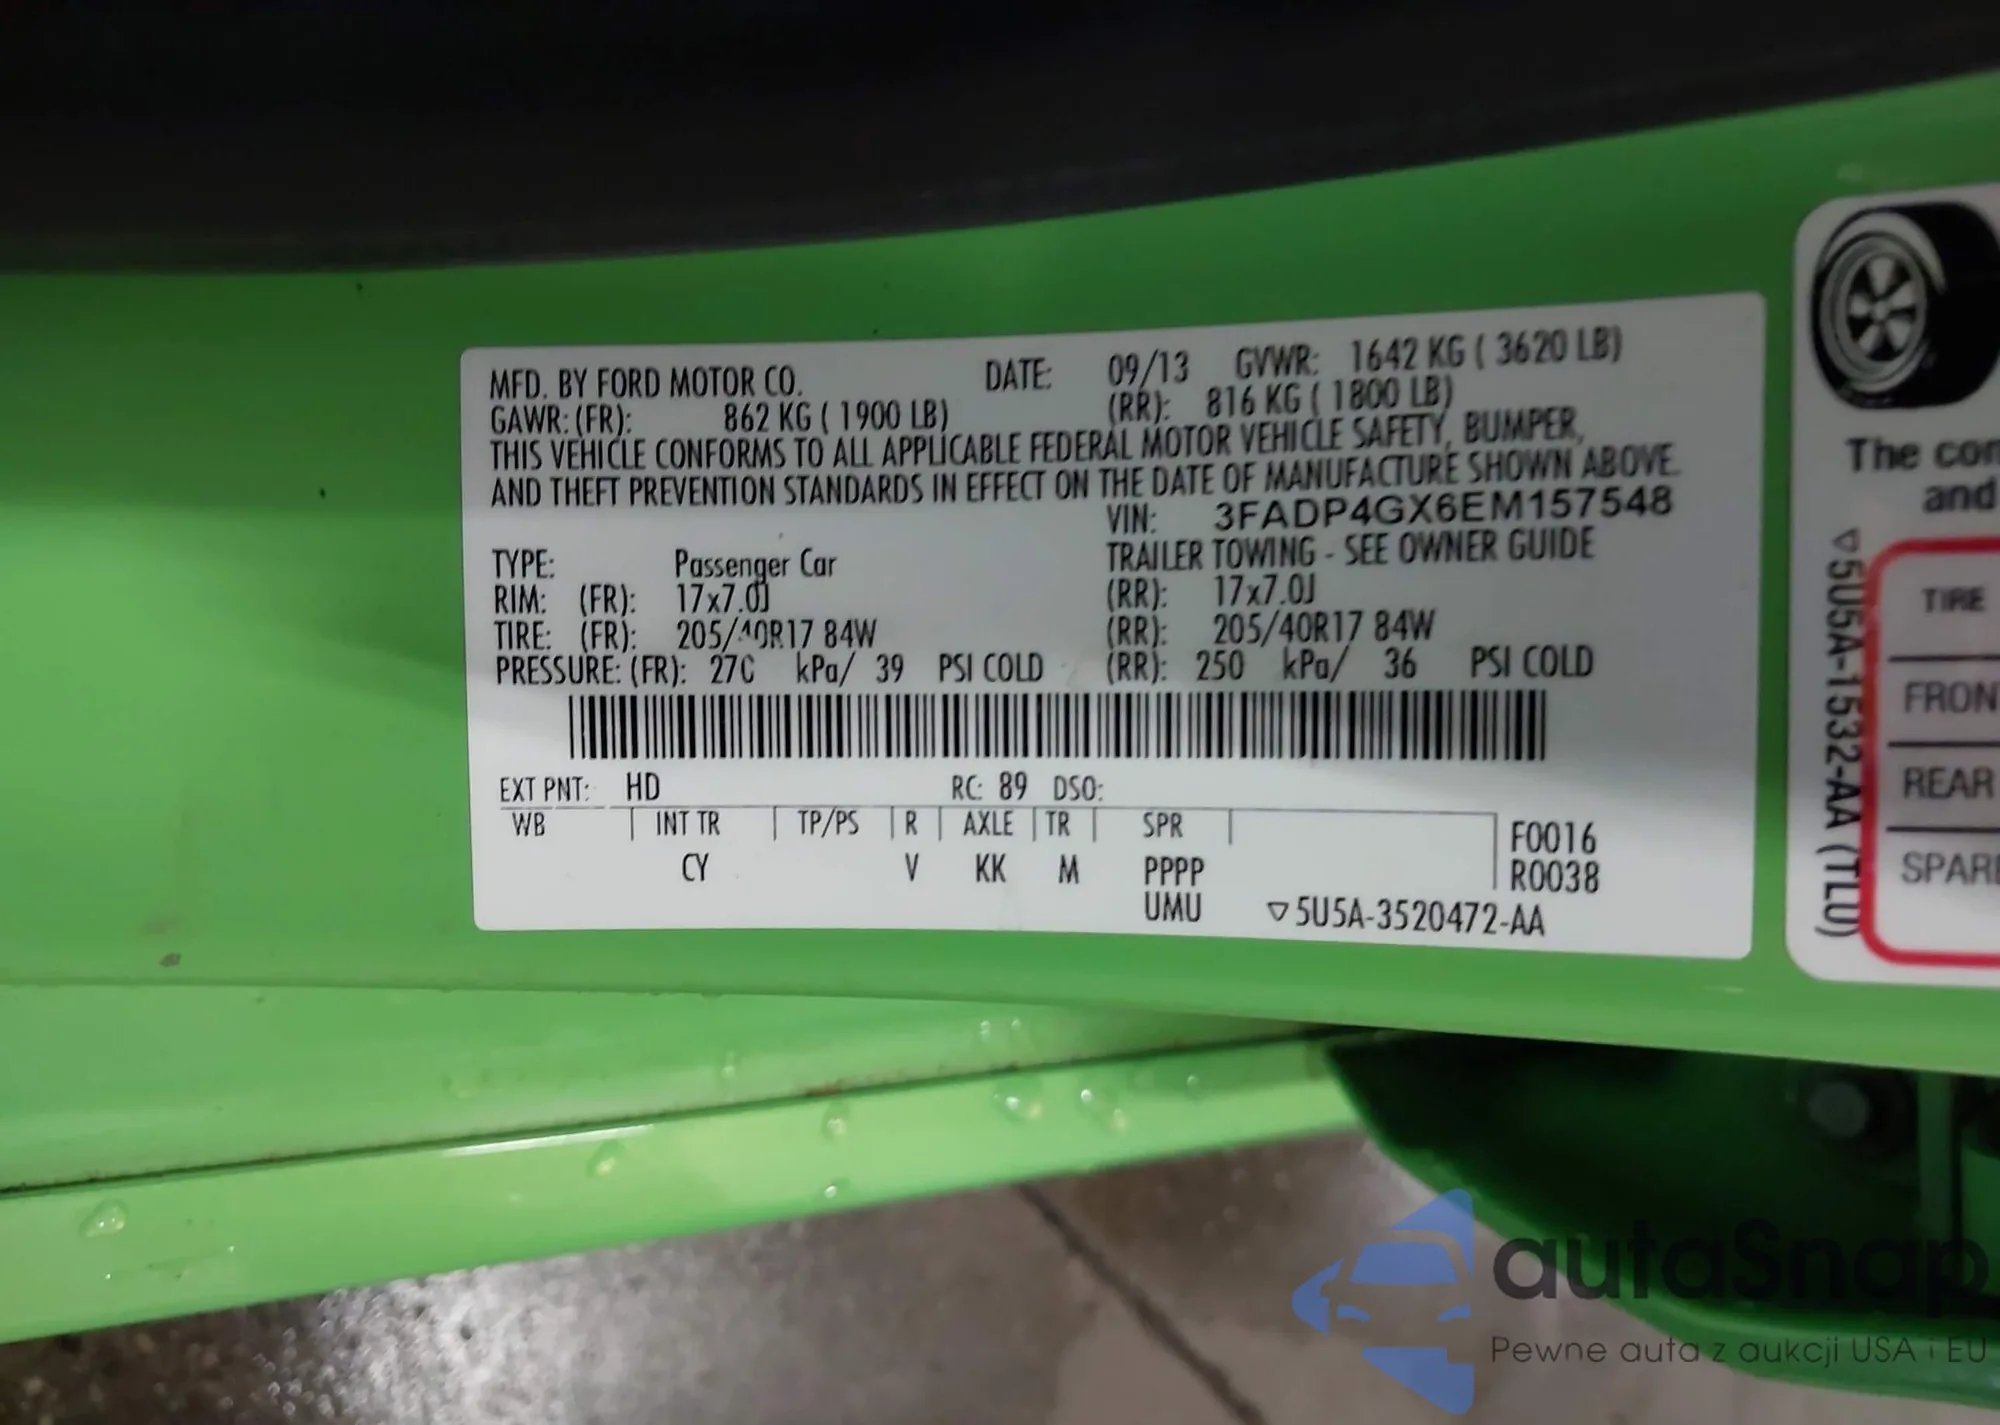 MFD. BY FORD MOTOR CO. DATE: 09/13 GVWR: 1642 KG ( 3620 LB)
GAWR: (FR): 862 KG ( 1900 LB) (RR): 816 KG ( 1800 LB)
THIS VEHICLE CONFORMS TO ALL APPLICABLE FEDERAL MOTOR VEHICLE SAFETY, BUMPER,
AND THEFT PREVENTION STANDARDS IN EFFECT ON THE DATE OF MANUFACTURE SHOWN ABOVE.
VIN: 3FADP4GX6EM157548
TYPE: Passenger Car TRAILER TOWING - SEE OWNER GUIDE
RIM: (FR): 17x7.0J (RR): 17x7.0J
TIRE: (FR): 205/40R17 84W (RR): 205/40R17 84W
PRESSURE: (FR): 270 kPa/ 39 PSI COLD (RR): 250 kPa/ 36 PSI COLD
EXT PNT: HD RC: 89 DSO:
WB INT TR TP/PS R AXLE TR SPR F0016
CY V KK M PPPP R0038
UMU ▽5U5A-3520472-AA
The con
and
▽5U5A-1532-AA (TLU)
TIRE
FRON
REAR
SPAR
autaSnap
Pewne auta z aukcji USA i EU